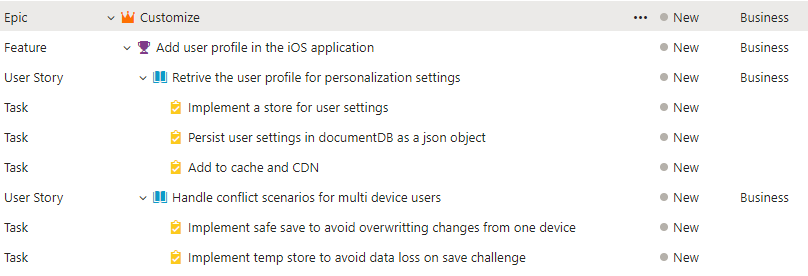 Epic Customize ••• New Business
Feature Add user profile in the iOS application New Business
User Story Retrive the user profile for personalization settings New Business
Task Implement a store for user settings New
Task Persist user settings in documentDB as a json object New
Task Add to cache and CDN New
User Story Handle conflict scenarios for multi device users New Business
Task Implement safe save to avoid overwritting changes from one device New
Task Implement temp store to avoid data loss on save challenge New